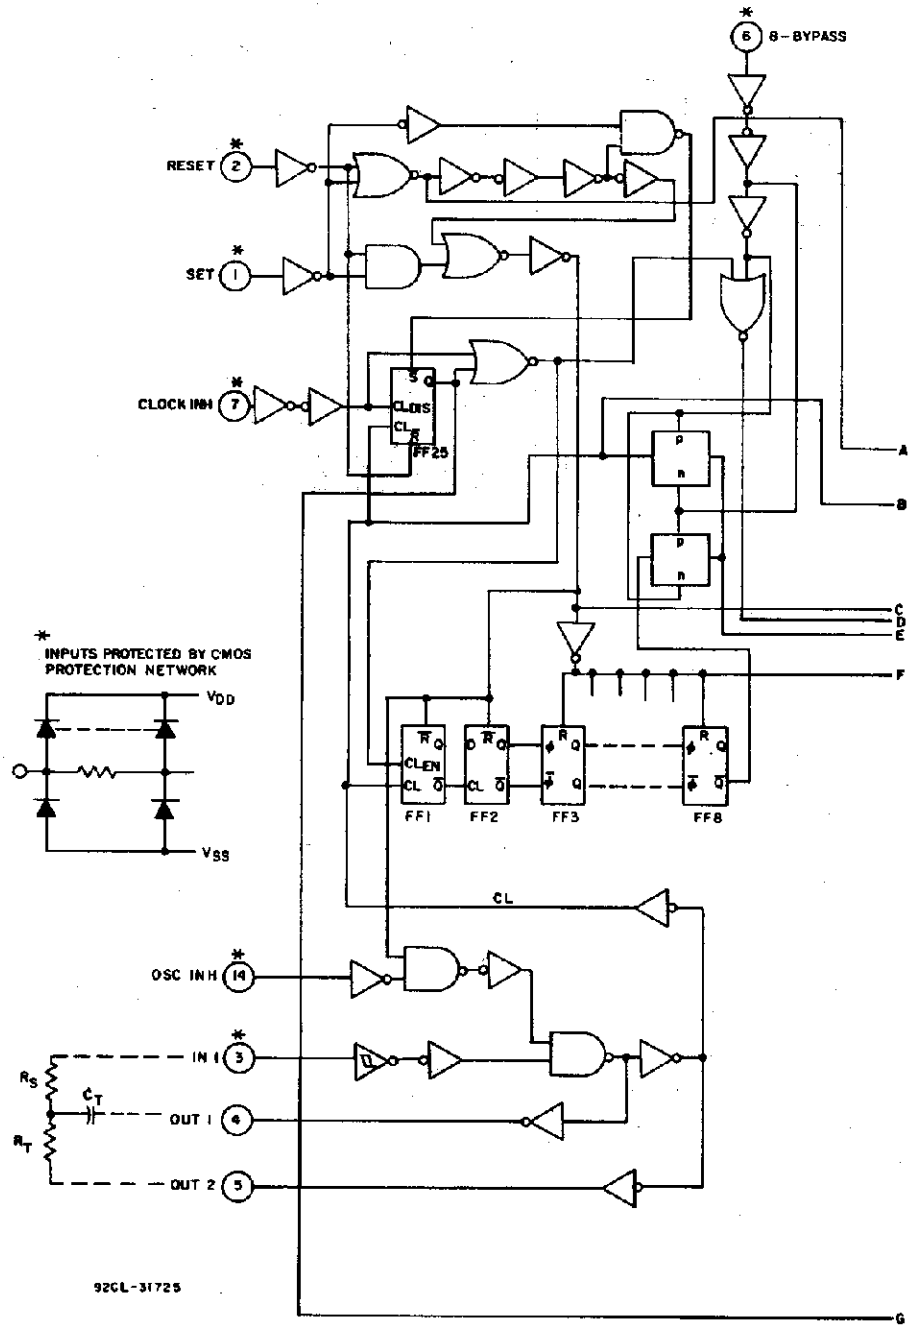 *
6 8-BYPASS
*
RESET 2
*
SET 1
*
CLOCK INH 7
S Q
CL DIS
CL
R
FF25
p
n
p
n
A
B
C
D
E
F
G
*
INPUTS PROTECTED BY CMOS
PROTECTION NETWORK
VDD
VSS
R Q
CL EN
CL Q
FF1
D R Q
CL Q
FF2
ϕ R Q
ϕ Q
FF3
ϕ R Q
ϕ Q
FF8
CL
*
OSC INH 14
*
IN 1 3
RS
CT
OUT 1 4
RT
OUT 2 5
92CL-31725